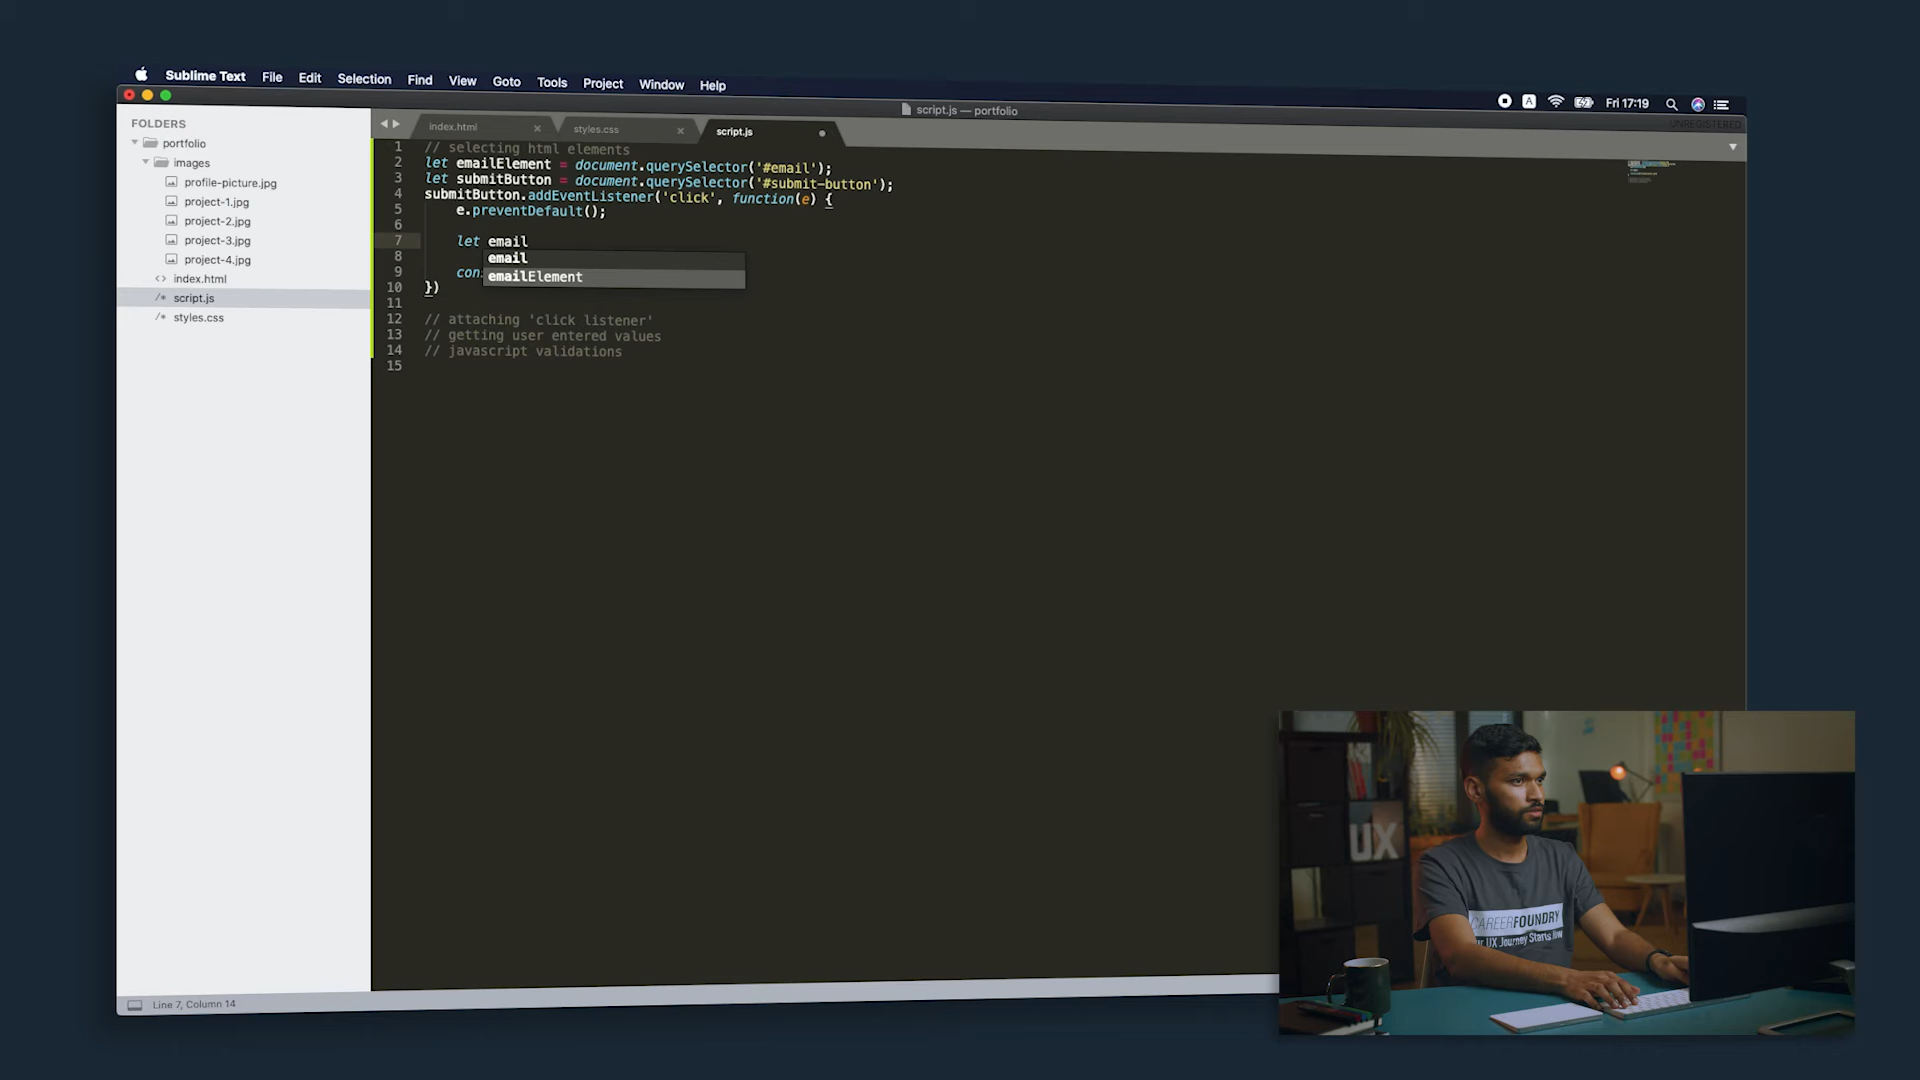 Sublime Text File Edit Selection Find View Goto Tools Project Window Help
A Fri 17:19
script.js — portfolio
UNREGISTERED
FOLDERS
portfolio
images
profile-picture.jpg
project-1.jpg
project-2.jpg
project-3.jpg
project-4.jpg
<> index.html
/* script.js
/* styles.css
index.html × styles.css × script.js
1 // selecting html elements
2 let emailElement = document.querySelector('#email');
3 let submitButton = document.querySelector('#submit-button');
4 submitButton.addEventListener('click', function(e) {
5 e.preventDefault();
6
7 let email
8 email
9 con
emailElement
10 })
11
12 // attaching 'click listener'
13 // getting user entered values
14 // javascript validations
15
Line 7, Column 14
UX
CAREERFOUNDRY
UX Journey Starts Now